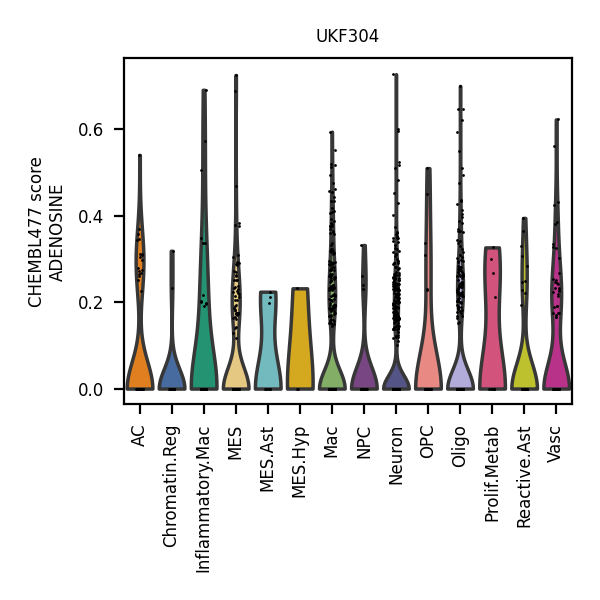 UKF304
CHEMBL477 score
ADENOSINE
0.6
0.4
0.2
0.0
AC
Chromatin.Reg
Inflammatory.Mac
MES
MES.Ast
MES.Hyp
Mac
NPC
Neuron
OPC
Oligo
Prolif.Metab
Reactive.Ast
Vasc